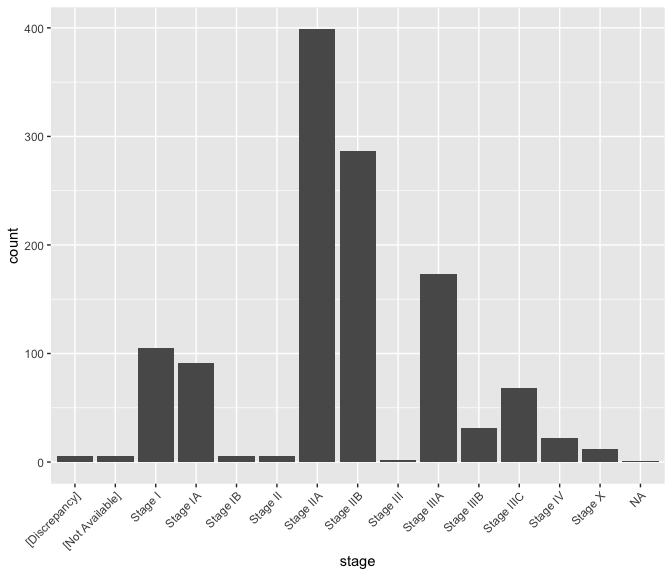 400
300
200
100
0
count
[Discrepancy]
[Not Available]
Stage I
Stage IA
Stage IB
Stage II
Stage IIA
Stage IIB
Stage III
Stage IIIA
Stage IIIB
Stage IIIC
Stage IV
Stage X
NA
stage